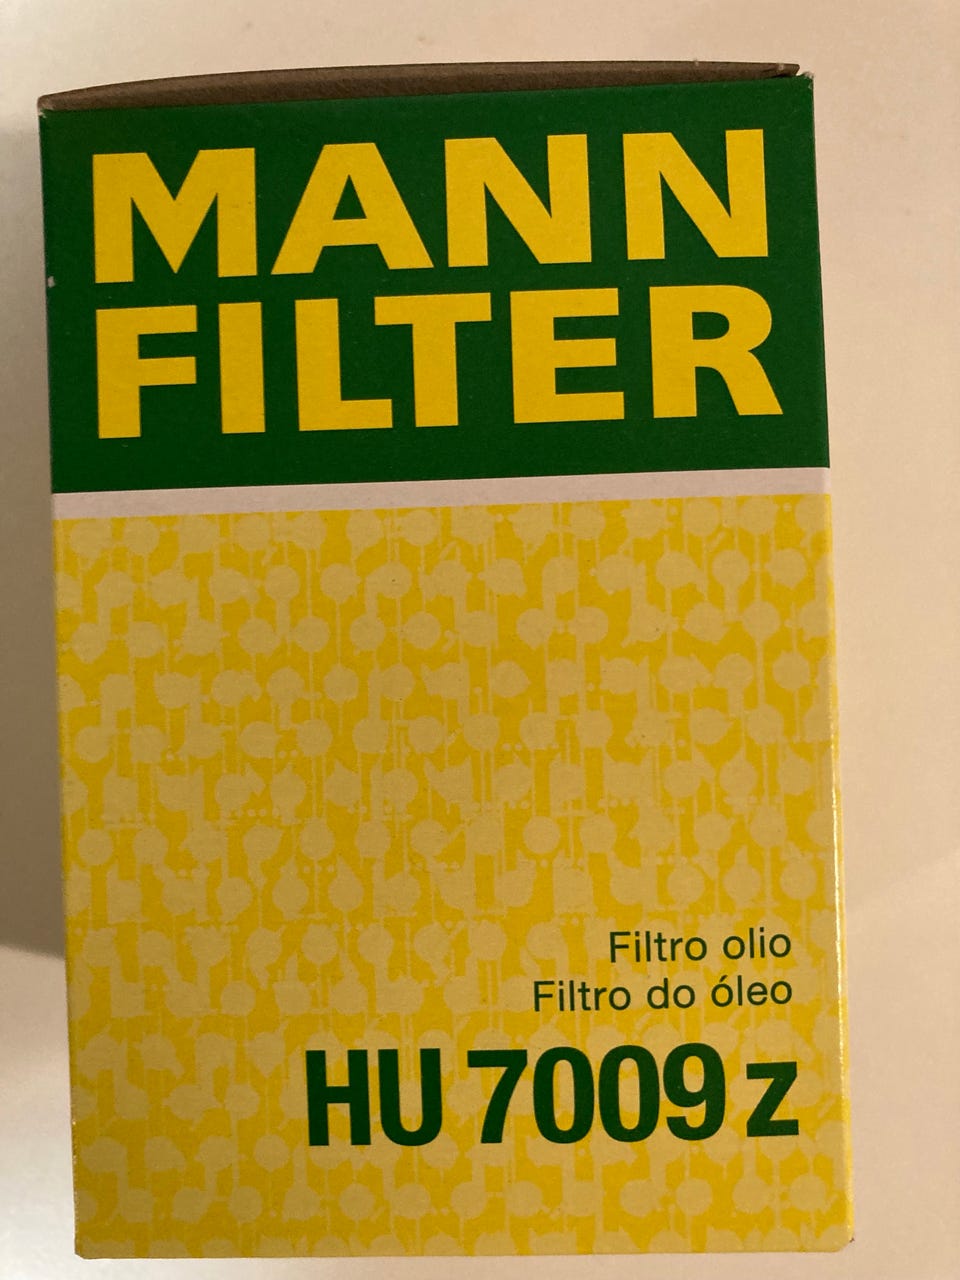 MANN
FILTER
Filtro olio
Filtro do óleo
HU 7009 z